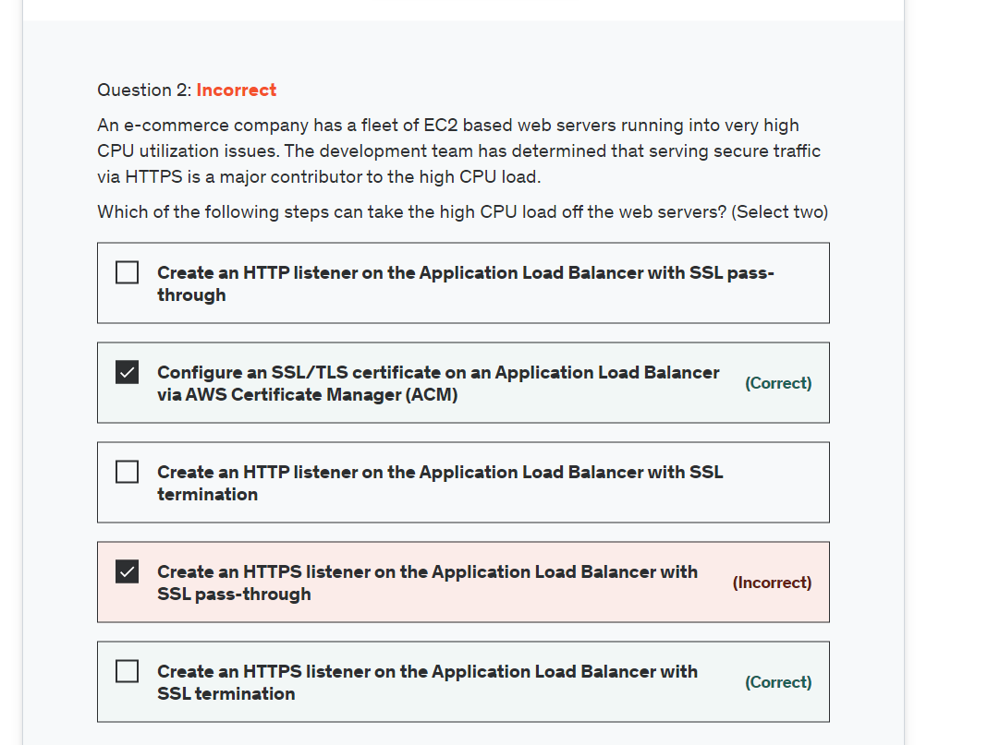 Question 2: Incorrect
An e-commerce company has a fleet of EC2 based web servers running into very high
CPU utilization issues. The development team has determined that serving secure traffic
via HTTPS is a major contributor to the high CPU load.
Which of the following steps can take the high CPU load off the web servers? (Select two)
Create an HTTP listener on the Application Load Balancer with SSL pass-
through
Configure an SSL/TLS certificate on an Application Load Balancer
via AWS Certificate Manager (ACM)
(Correct)
Create an HTTP listener on the Application Load Balancer with SSL
termination
Create an HTTPS listener on the Application Load Balancer with
SSL pass-through
(Incorrect)
Create an HTTPS listener on the Application Load Balancer with
SSL termination
(Correct)